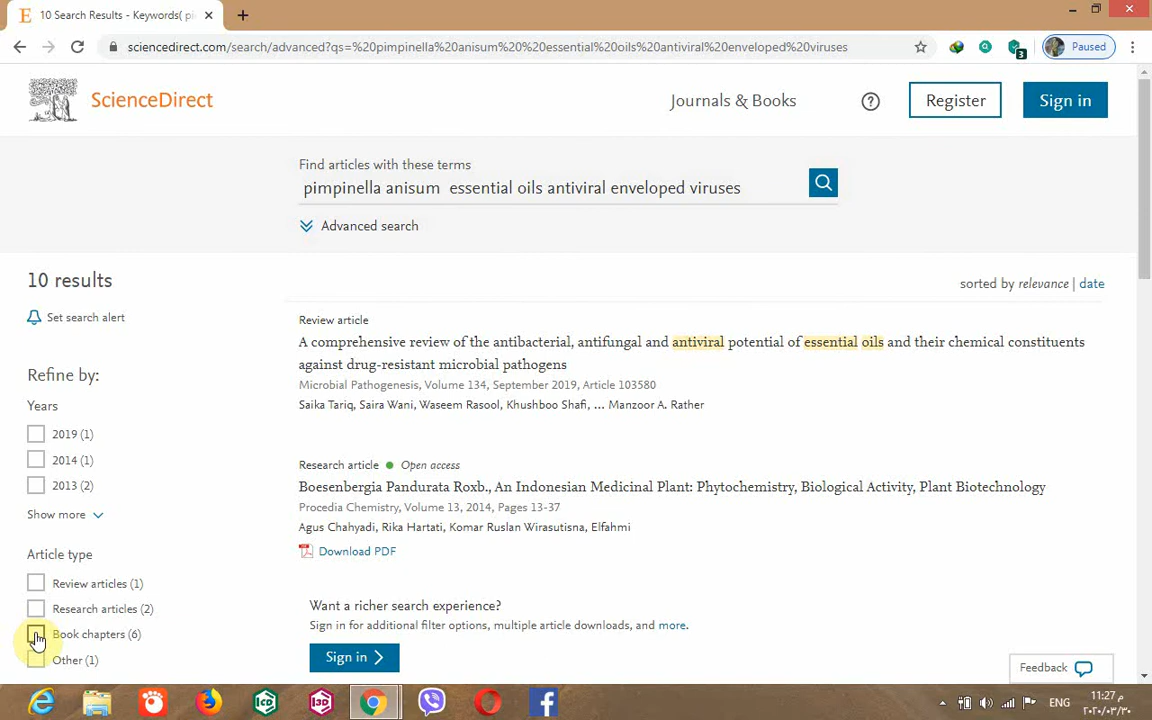 10 Search Results - Keywords( pi
sciencedirect.com/search/advanced?qs=%20pimpinella%20anisum%20%20essential%20oils%20antiviral%20enveloped%20viruses
3
Paused
ScienceDirect
Journals & Books
?
Register
Sign in
Find articles with these terms
pimpinella anisum essential oils antiviral enveloped viruses
Advanced search
10 results
sorted by relevance | date
Set search alert
Review article
A comprehensive review of the antibacterial, antifungal and antiviral potential of essential oils and their chemical constituents
against drug-resistant microbial pathogens
Microbial Pathogenesis, Volume 134, September 2019, Article 103580
Saika Tariq, Saira Wani, Waseem Rasool, Khushboo Shafi, ... Manzoor A. Rather
Refine by:
Years
2019 (1)
2014 (1)
2013 (2)
Show more
Research article Open access
Boesenbergia Pandurata Roxb., An Indonesian Medicinal Plant: Phytochemistry, Biological Activity, Plant Biotechnology
Procedia Chemistry, Volume 13, 2014, Pages 13-37
Agus Chahyadi, Rika Hartati, Komar Ruslan Wirasutisna, Elfahmi
Download PDF
Article type
Review articles (1)
Research articles (2)
Book chapters (6)
Other (1)
Want a richer search experience?
Sign in for additional filter options, multiple article downloads, and more.
Sign in
Feedback
ICD
I3D
ENG
11:27 م
٢٠٢٠/٠٣/٣٠